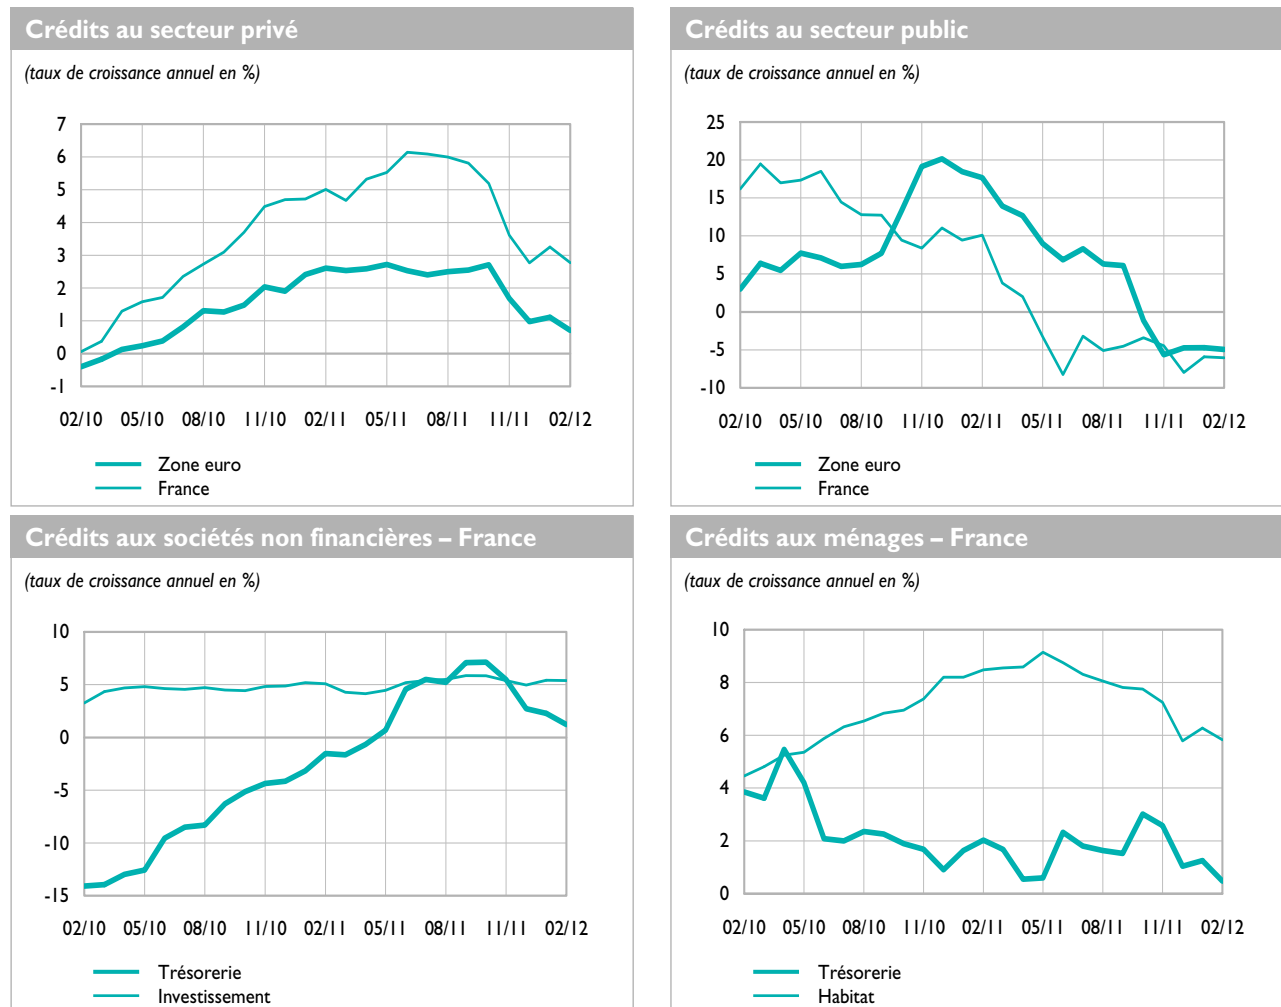 Crédits au secteur privé
(taux de croissance annuel en %)
7
6
5
4
3
2
1
0
-1
02/10 05/10 08/10 11/10 02/11 05/11 08/11 11/11 02/12
Zone euro
France
Crédits au secteur public
(taux de croissance annuel en %)
25
20
15
10
5
0
-5
-10
02/10 05/10 08/10 11/10 02/11 05/11 08/11 11/11 02/12
Zone euro
France
Crédits aux sociétés non financières – France
(taux de croissance annuel en %)
10
5
0
-5
-10
-15
02/10 05/10 08/10 11/10 02/11 05/11 08/11 11/11 02/12
Trésorerie
Investissement
Crédits aux ménages – France
(taux de croissance annuel en %)
10
8
6
4
2
0
02/10 05/10 08/10 11/10 02/11 05/11 08/11 11/11 02/12
Trésorerie
Habitat